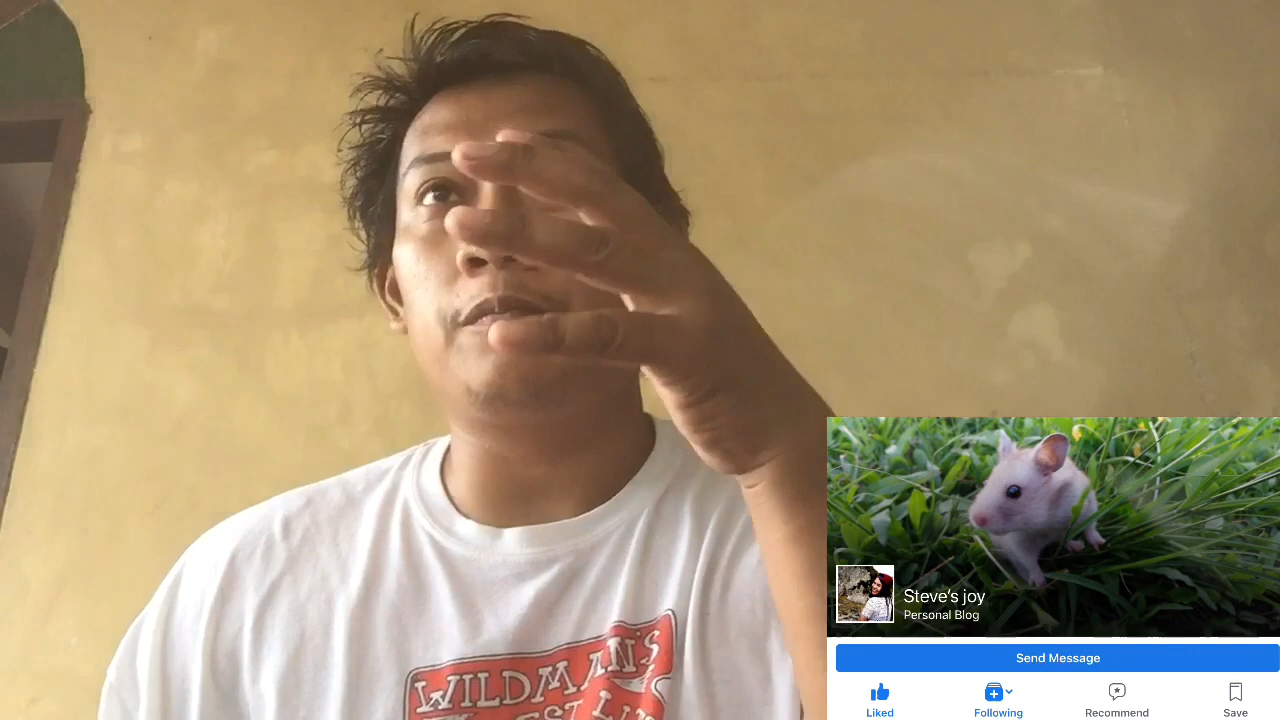 WILDMAN'S
Steve's joy
Personal Blog
Send Message
Liked
Following
Recommend
Save